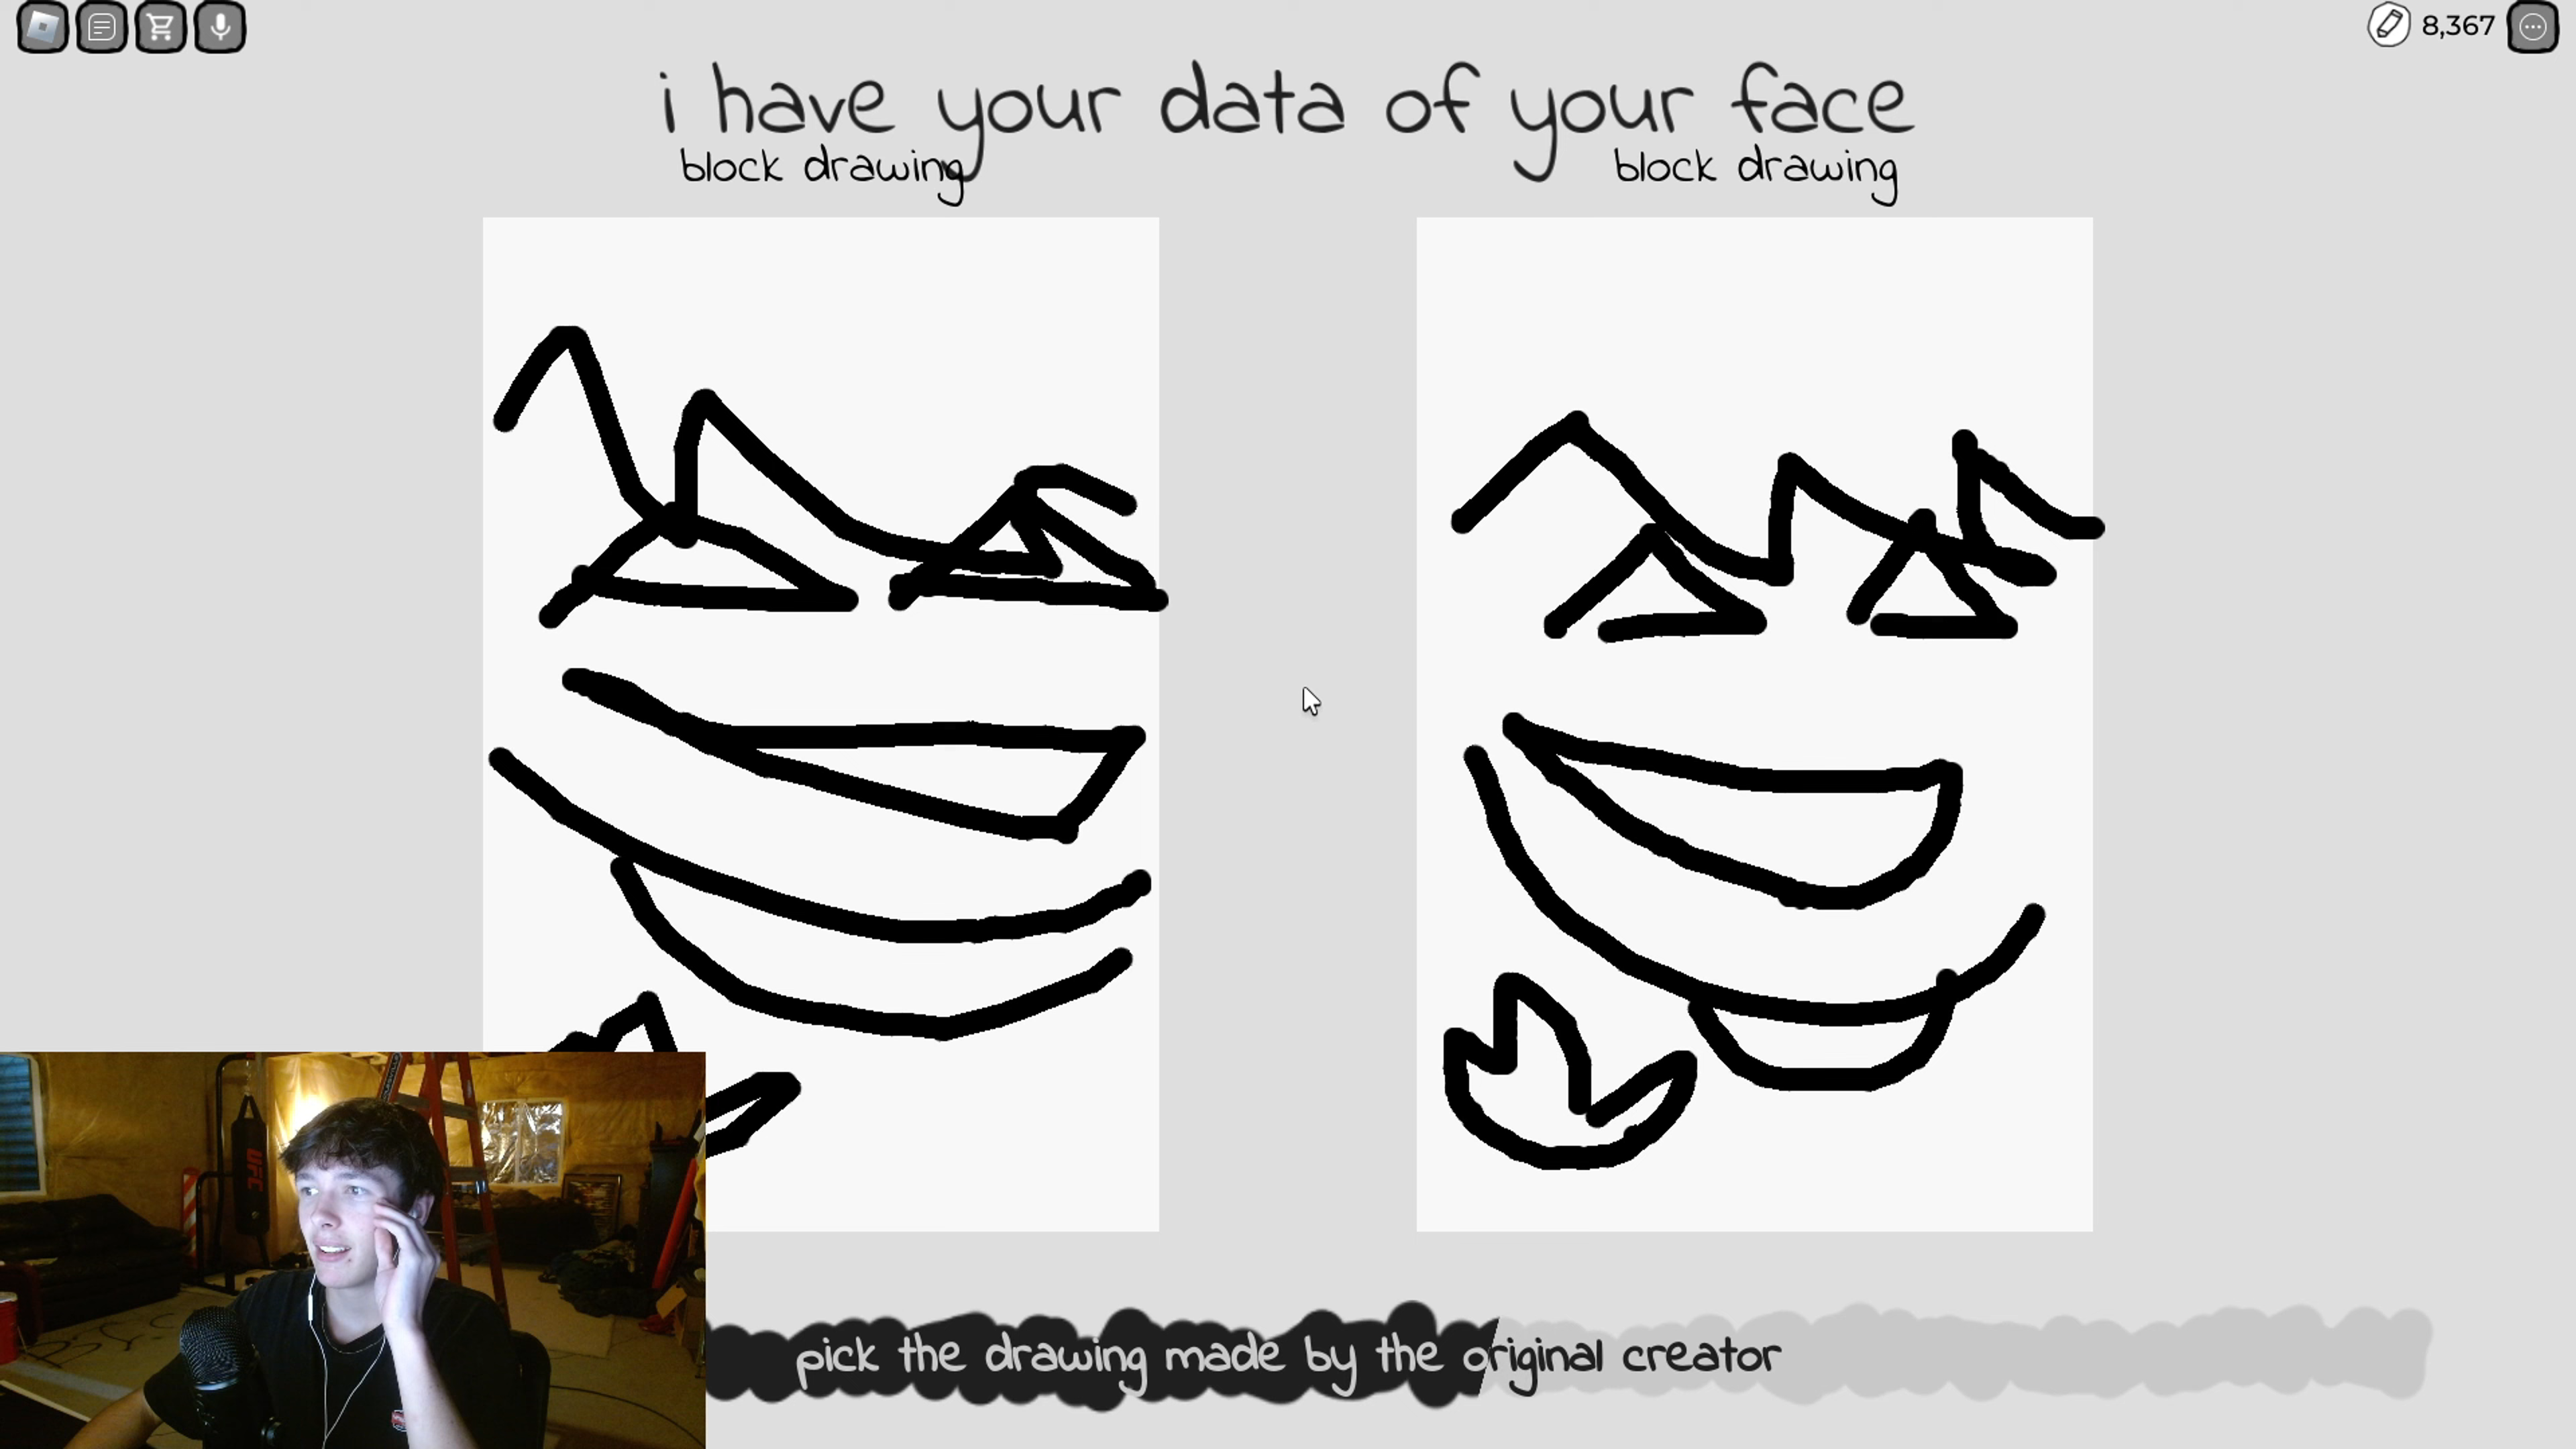 8,367
i have your data of your face
block drawing
block drawing
UFC
pick the drawing made by the original creator